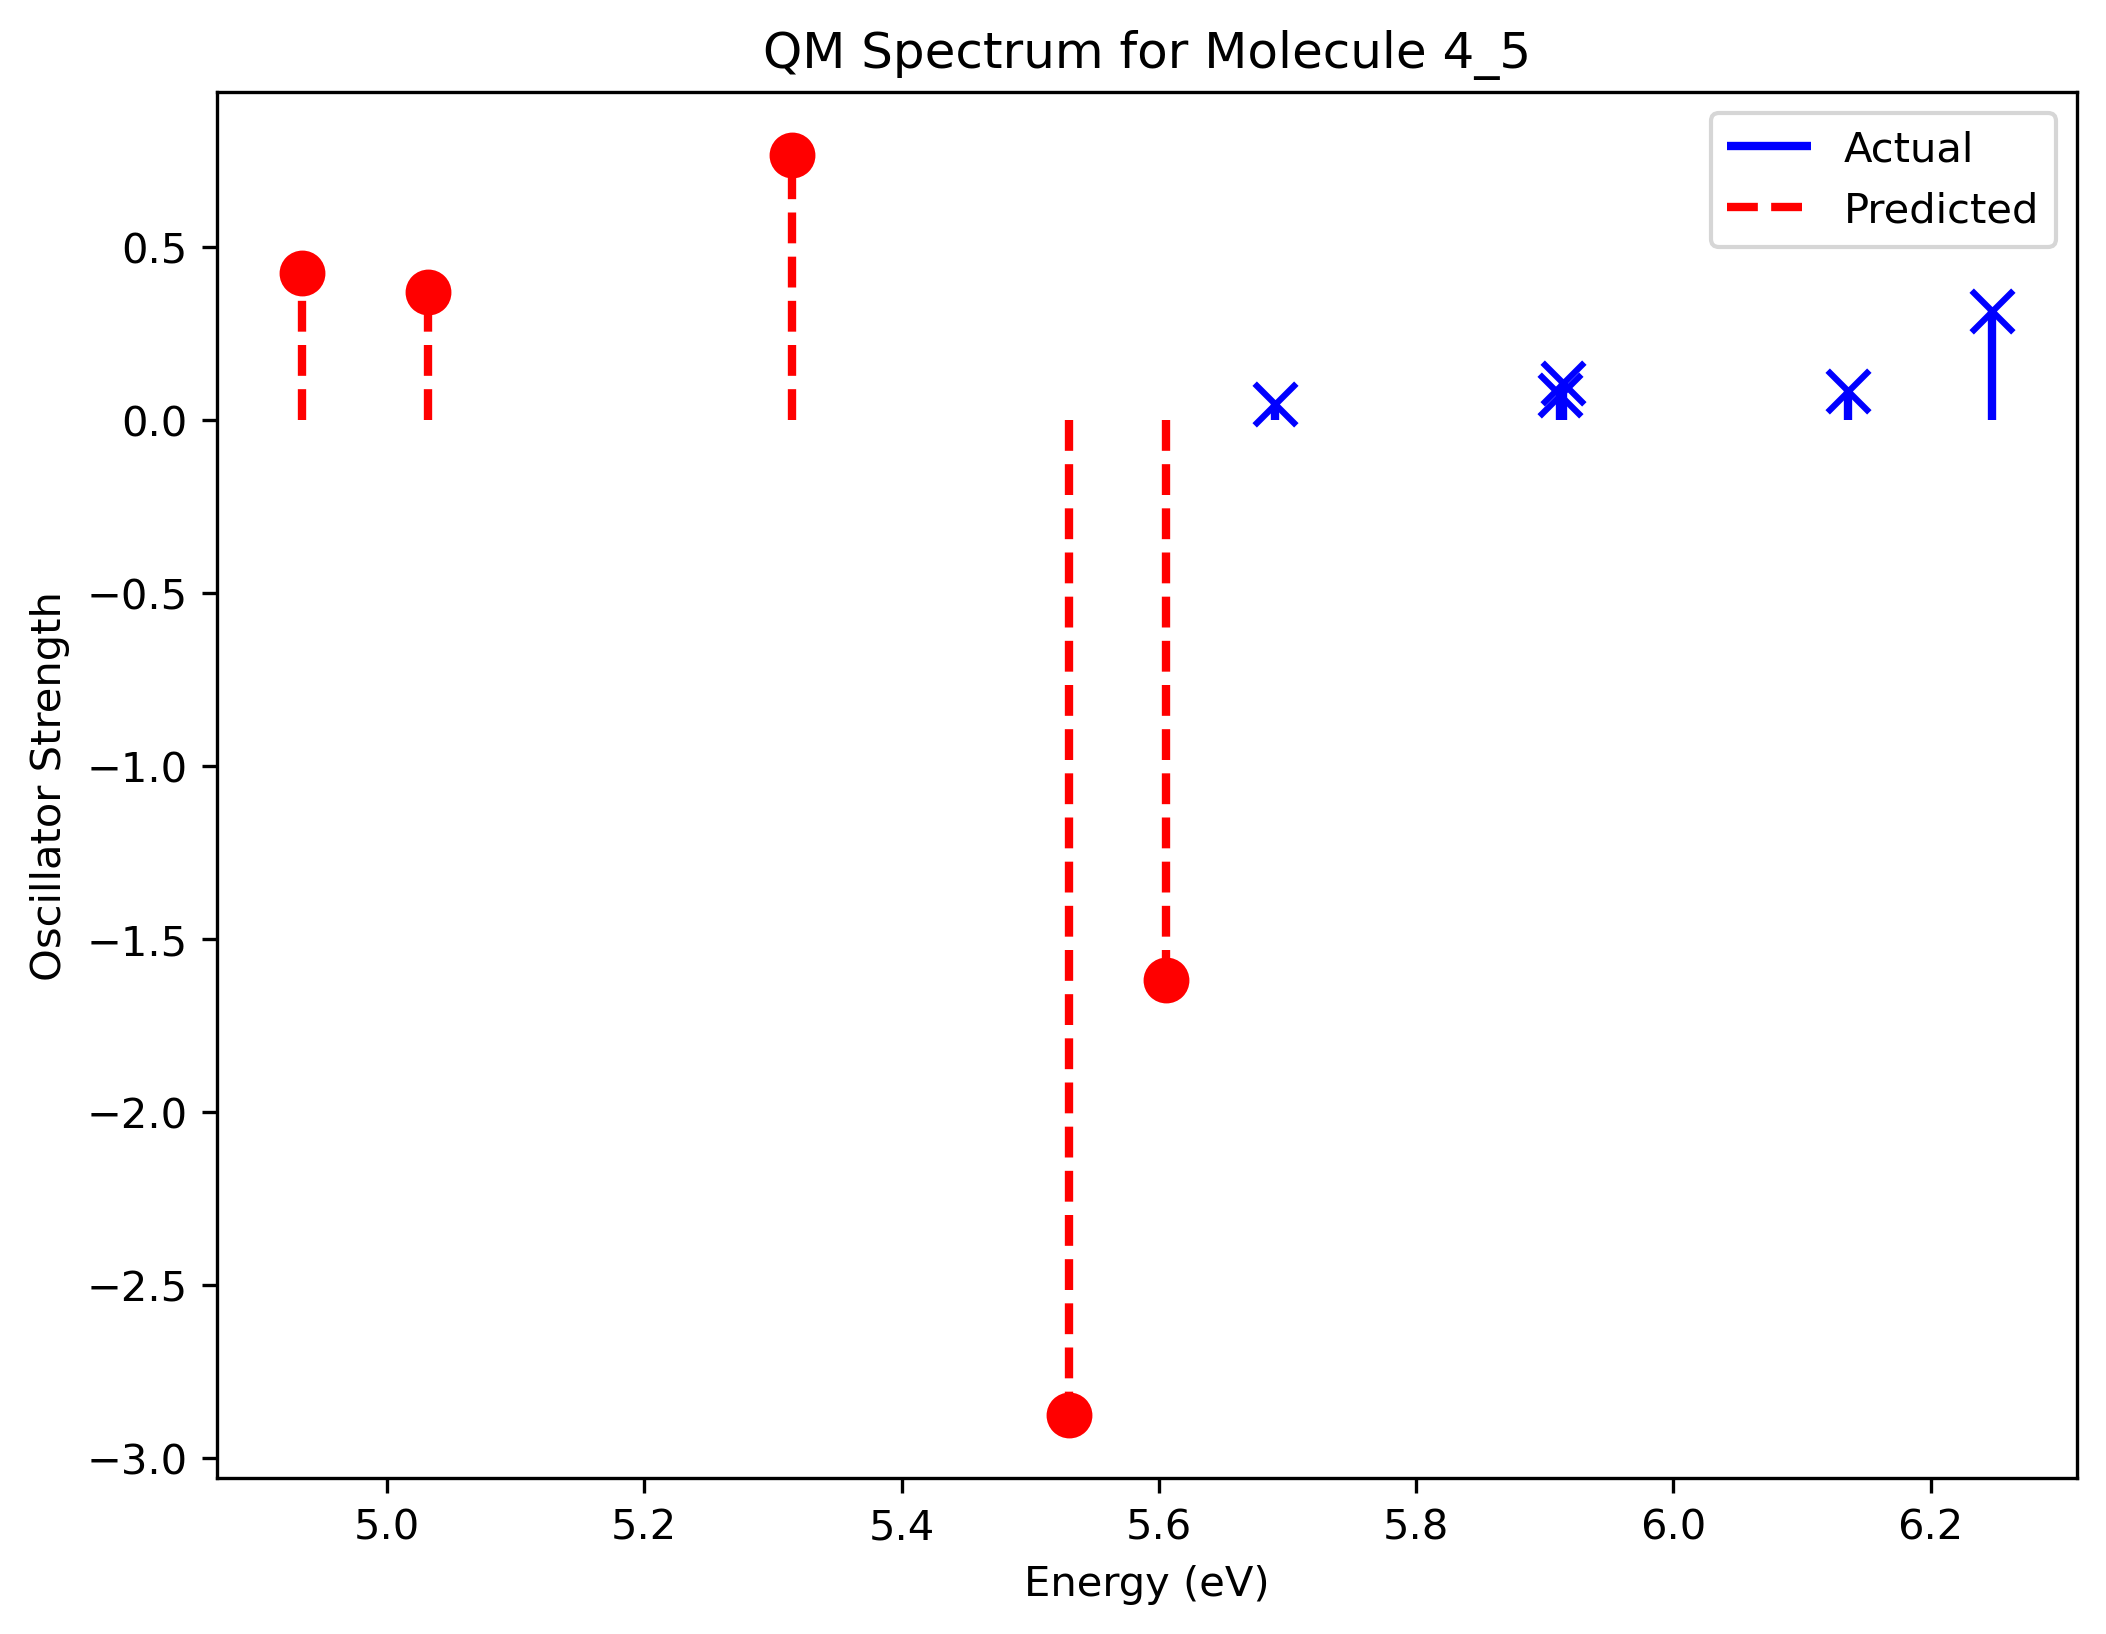 QM Spectrum for Molecule 4_5
Actual
Predicted
Oscillator Strength
0.5
0.0
−0.5
−1.0
−1.5
−2.0
−2.5
−3.0
5.0 5.2 5.4 5.6 5.8 6.0 6.2
Energy (eV)